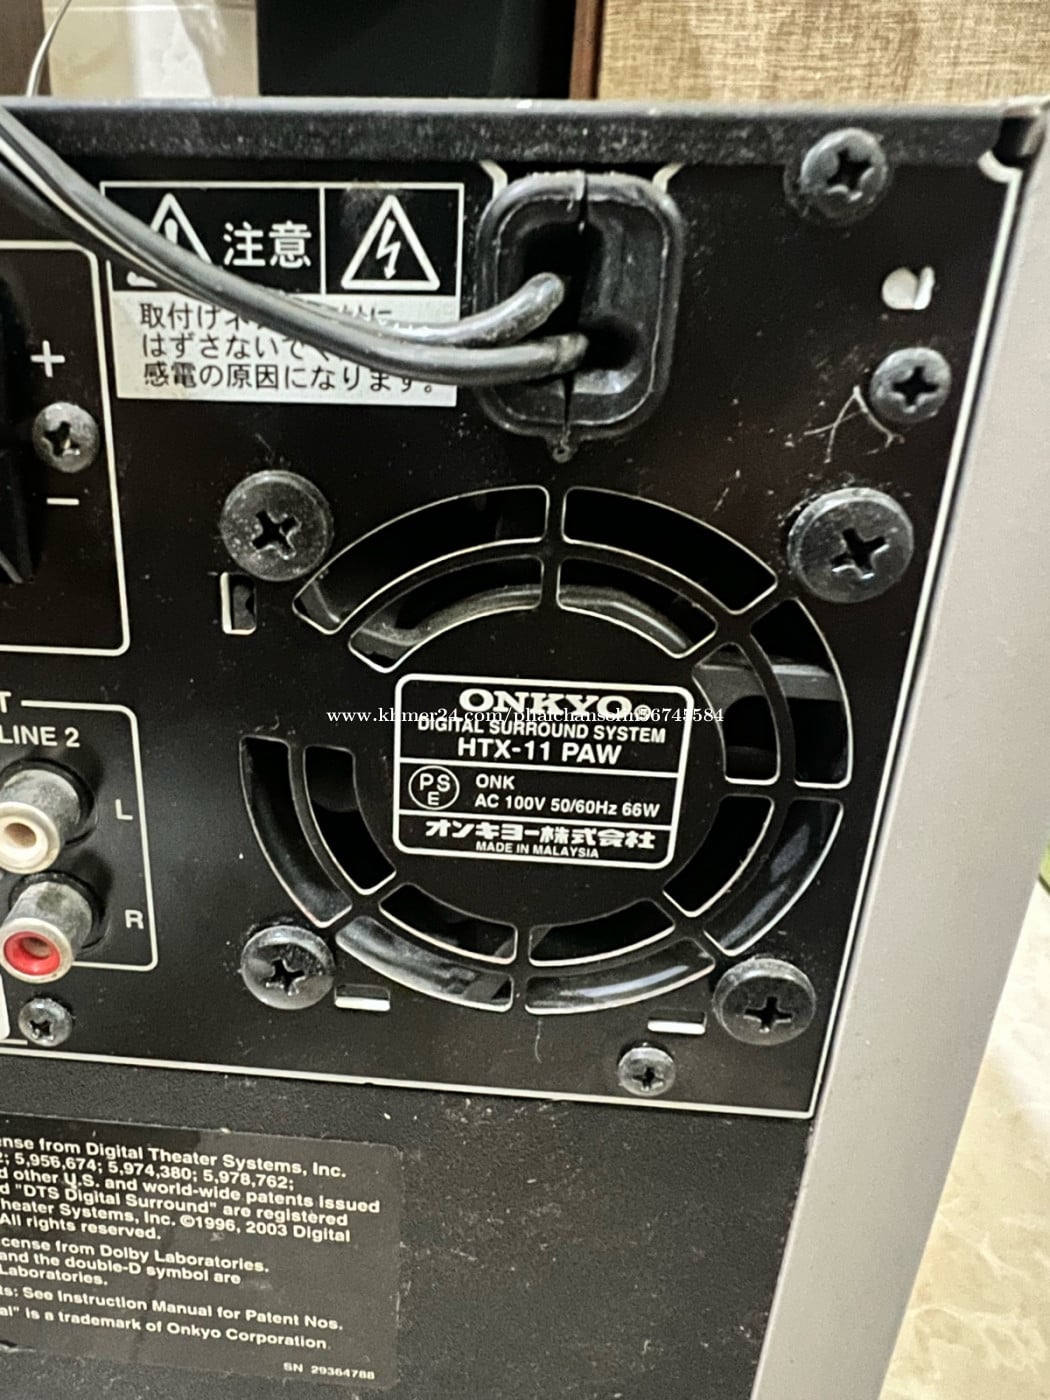 注意
取付けネ
はずさないで
感電の原因になります。
+
−
T
LINE 2
L
R
ONKYO®
www.khmer24.com/phalchansohn56745584
DIGITAL SURROUND SYSTEM
HTX-11 PAW
PS
E
ONK
AC 100V 50/60Hz 66W
オンキヨー株式会社
MADE IN MALAYSIA
ense from Digital Theater Systems, Inc.
; 5,956,674; 5,974,380; 5,978,762;
d other U.S. and world-wide patents issued
d "DTS Digital Surround" are registered
heater Systems, Inc. ©1996, 2003 Digital
All rights reserved.
cense from Dolby Laboratories.
and the double-D symbol are
Laboratories.
ts: See Instruction Manual for Patent Nos.
al" is a trademark of Onkyo Corporation
SN 29364788